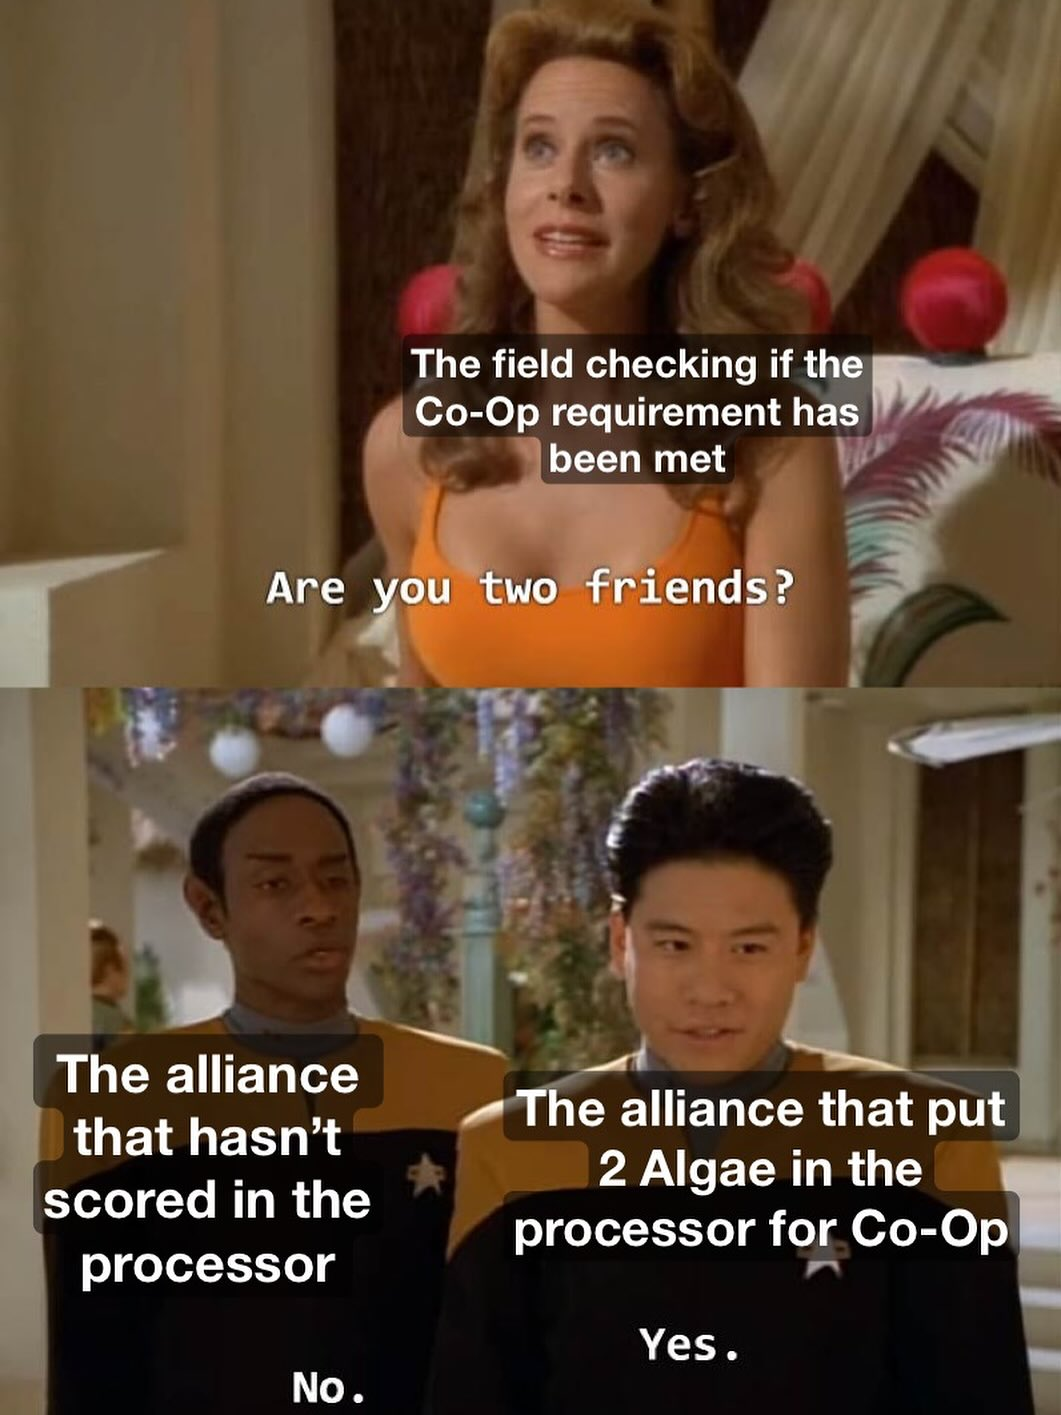 The field checking if the
Co-Op requirement has
been met
Are you two friends?
The alliance
that hasn’t
scored in the
processor
The alliance that put
2 Algae in the
processor for Co-Op
Yes.
No.